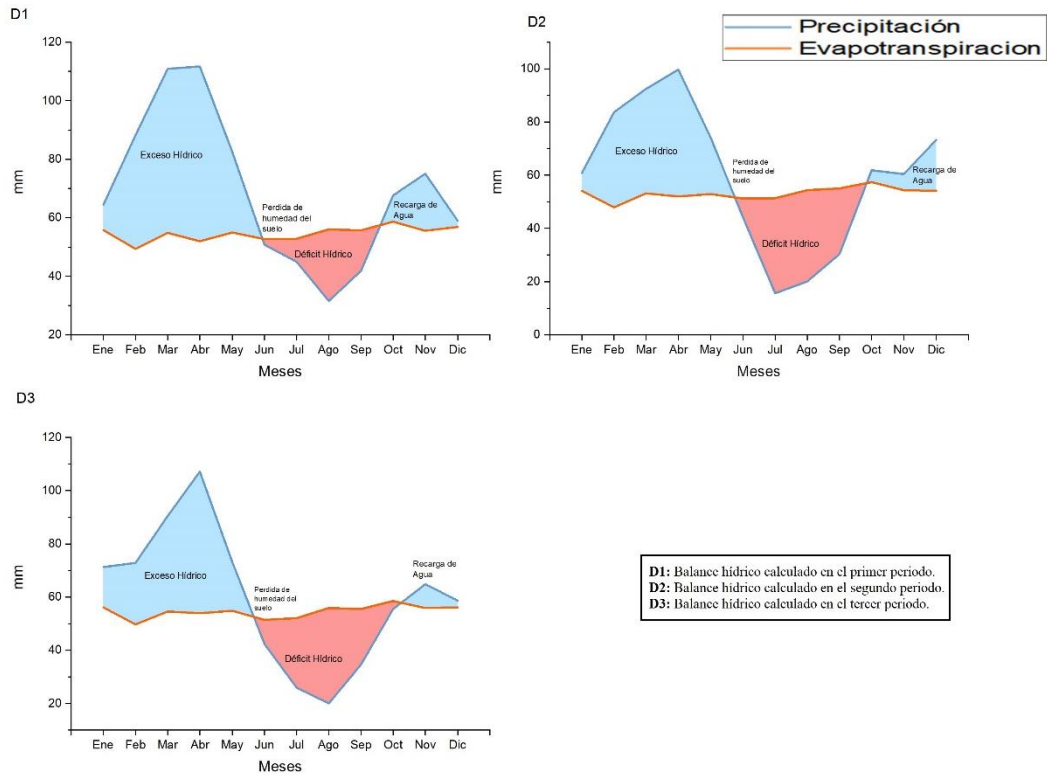 D1
120
100
80
60
40
20
mm
Exceso Hídrico
Perdida de
humedad del
suelo
Déficit Hídrico
Recarga de
Agua
Ene Feb Mar Abr May Jun Jul Ago Sep Oct Nov Dic
Meses
D2
Precipitación
Evapotranspiracion
100
80
60
40
20
0
mm
Exceso Hídrico
Perdida de
humedad del
suelo
Déficit Hídrico
Recarga de
Agua
Ene Feb Mar Abr May Jun Jul Ago Sep Oct Nov Dic
Meses
D3
120
100
80
60
40
20
mm
Exceso Hídrico
Perdida de
humedad del
suelo
Déficit Hídrico
Recarga de
Agua
Ene Feb Mar Abr May Jun Jul Ago Sep Oct Nov Dic
Meses
D1: Balance hídrico calculado en el primer periodo.
D2: Balance hídrico calculado en el segundo periodo.
D3: Balance hídrico calculado en el tercer periodo.